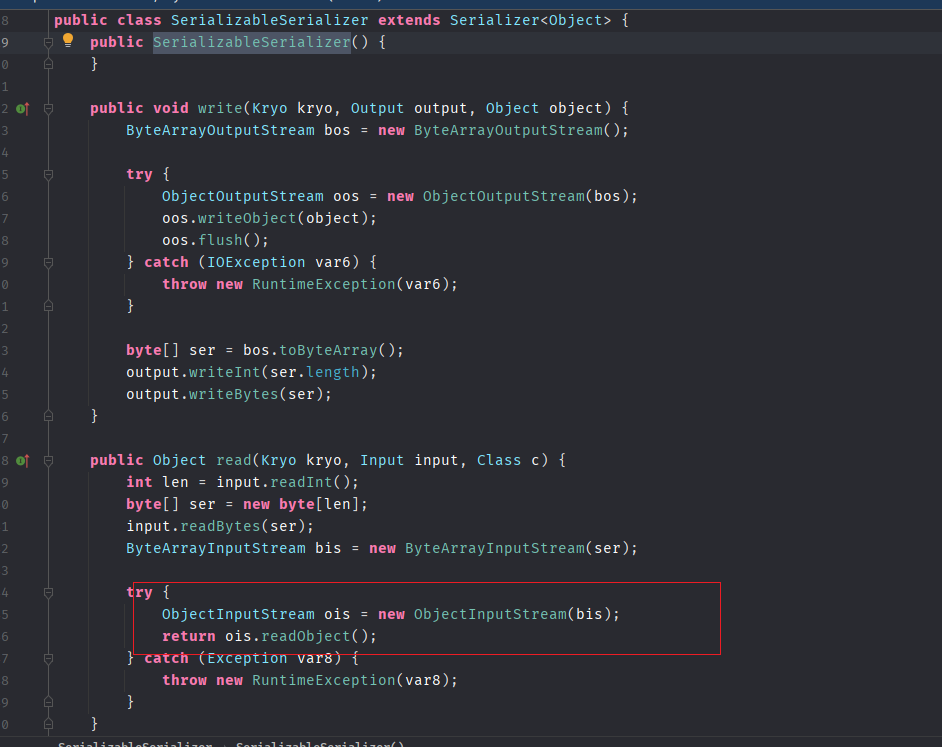 8 public class SerializableSerializer extends Serializer<Object> {
9 public SerializableSerializer() {
0 }
1
2 public void write(Kryo kryo, Output output, Object object) {
3 ByteArrayOutputStream bos = new ByteArrayOutputStream();
4
5 try {
6 ObjectOutputStream oos = new ObjectOutputStream(bos);
7 oos.writeObject(object);
8 oos.flush();
9 } catch (IOException var6) {
0 throw new RuntimeException(var6);
1 }
2
3 byte[] ser = bos.toByteArray();
4 output.writeInt(ser.length);
5 output.writeBytes(ser);
6 }
7
8 public Object read(Kryo kryo, Input input, Class c) {
9 int len = input.readInt();
0 byte[] ser = new byte[len];
1 input.readBytes(ser);
2 ByteArrayInputStream bis = new ByteArrayInputStream(ser);
3
4 try {
5 ObjectInputStream ois = new ObjectInputStream(bis);
6 return ois.readObject();
7 } catch (Exception var8) {
8 throw new RuntimeException(var8);
9 }
0 }
SerializableSerializer › SerializableSerializer()